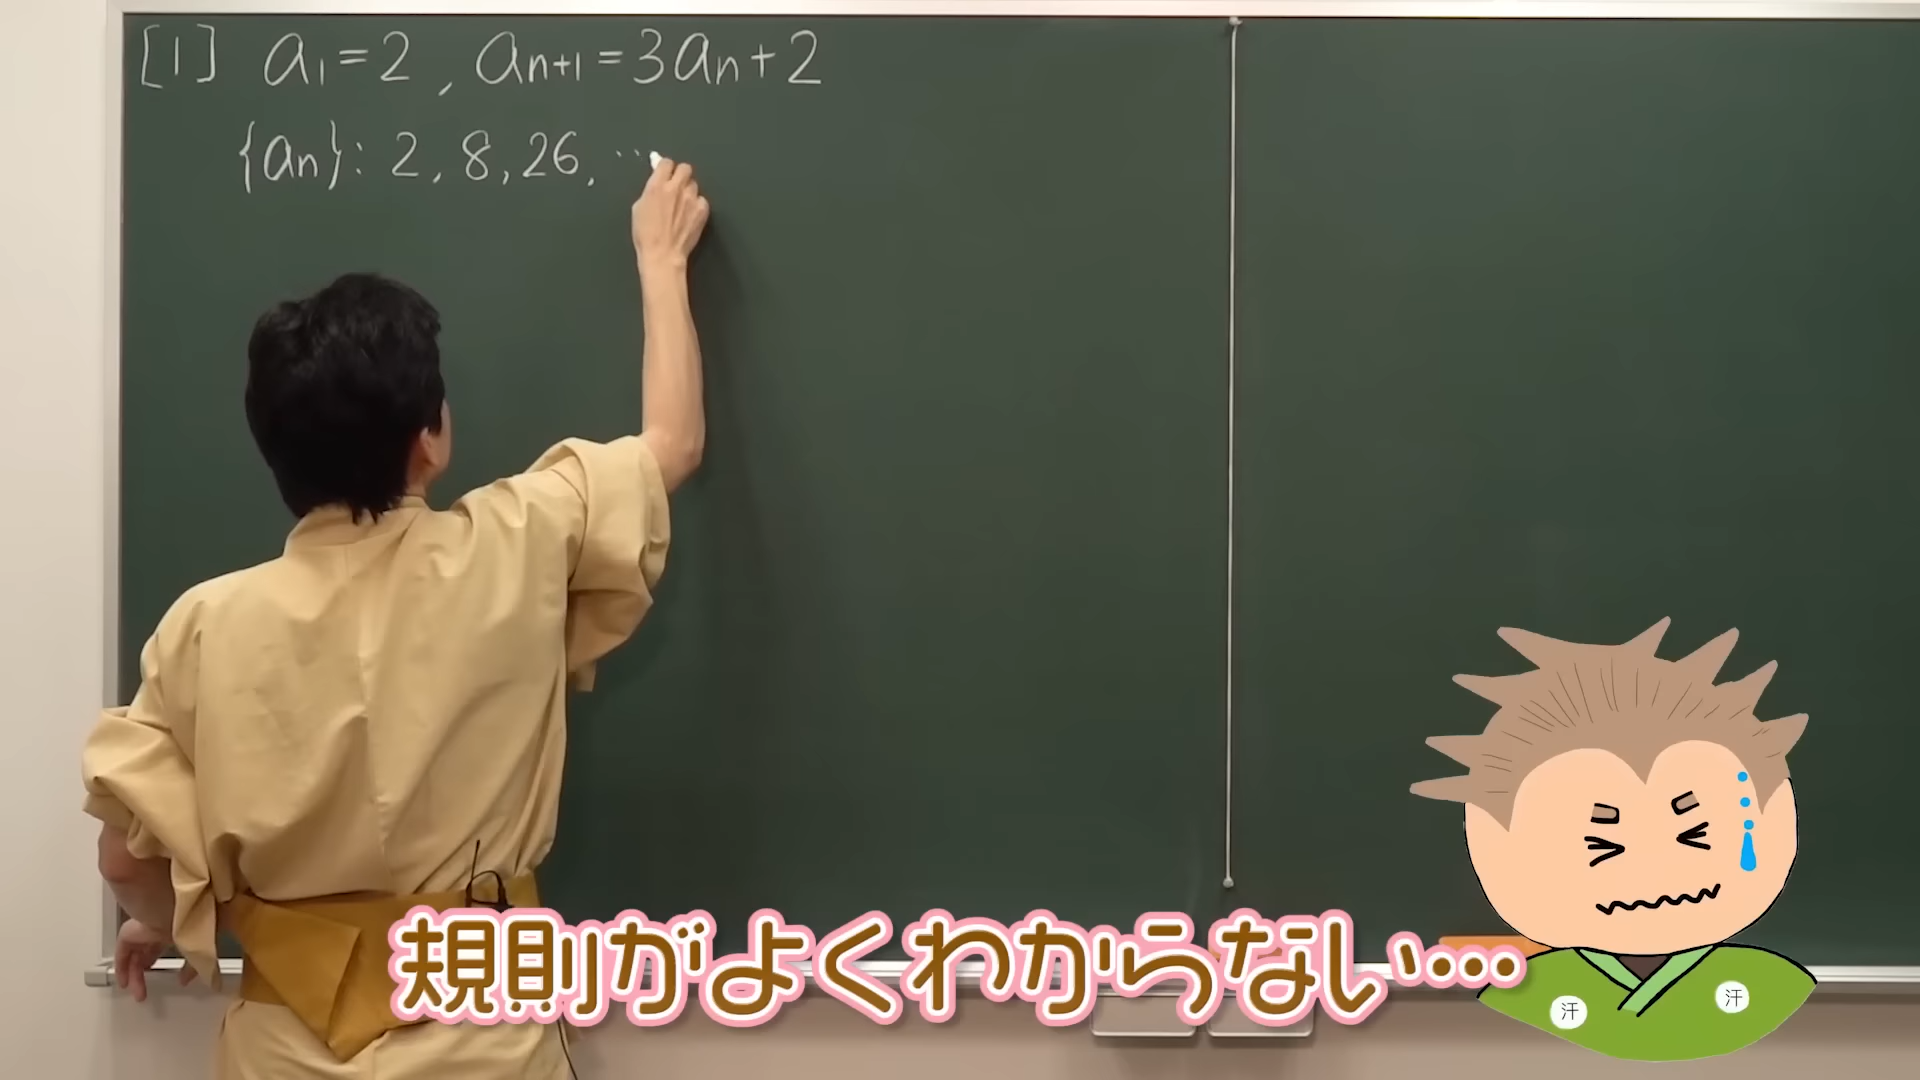 [1] a₁=2, aₙ₊₁=3aₙ+2
{aₙ}: 2, 8, 26, …
規則がよくわからない…
汗 汗